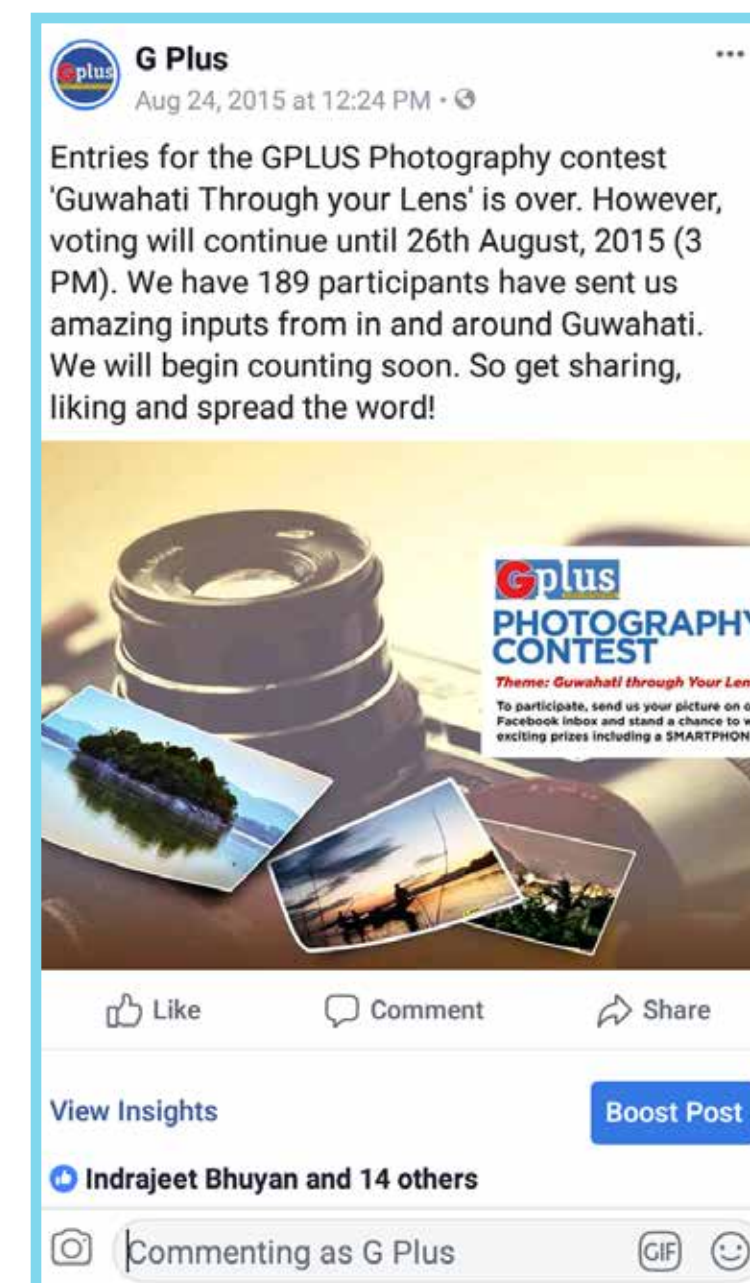 G Plus
Aug 24, 2015 at 12:24 PM
Entries for the GPLUS Photography contest
'Guwahati Through your Lens' is over. However,
voting will continue until 26th August, 2015 (3
PM). We have 189 participants have sent us
amazing inputs from in and around Guwahati.
We will begin counting soon. So get sharing,
liking and spread the word!
Gplus
PHOTOGRAPHY
CONTEST
Theme: Guwahati through Your Len
To participate, send us your picture on o
Facebook inbox and stand a chance to w
exciting prizes including a SMARTPHON
Like
Comment
Share
View Insights
Boost Post
Indrajeet Bhuyan and 14 others
Commenting as G Plus
GIF